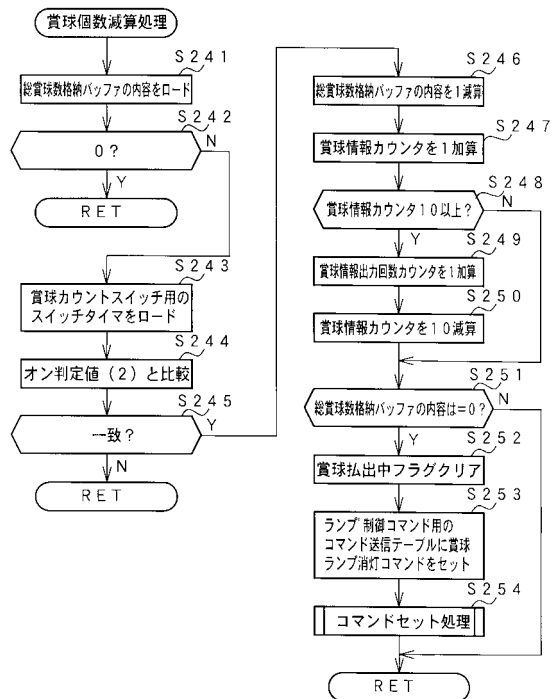 賞球個数減算処理
S241
総賞球数格納バッファの内容をロード
S242
0?
N
Y
RET
S243
賞球カウントスイッチ用の
スイッチタイマをロード
S244
オン判定値(2)と比較
S245
一致?
Y
N
RET
S246
総賞球数格納バッファの内容を1減算
S247
賞球情報カウンタを1加算
S248
賞球情報カウンタ10以上?
N
Y
S249
賞球情報出力回数カウンタを1加算
S250
賞球情報カウンタを10減算
S251
総賞球数格納バッファの内容は=0?
N
Y
S252
賞球払出中フラグクリア
S253
ランプ制御コマンド用の
コマンド送信テーブルに賞球
ランプ消灯コマンドをセット
S254
コマンドセット処理
RET